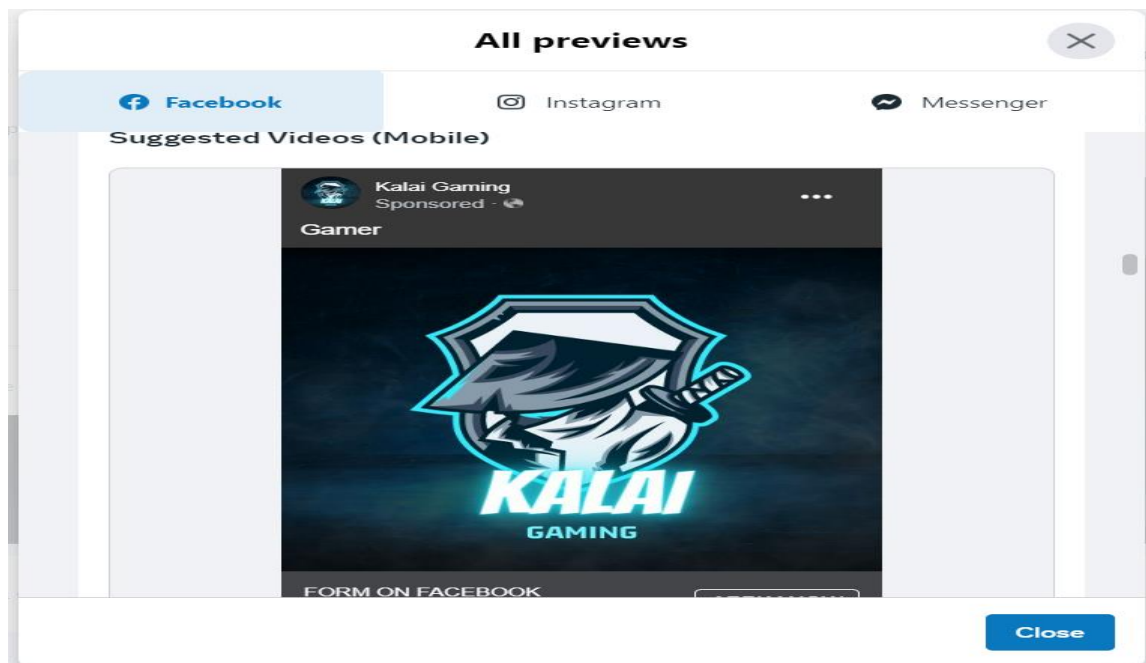 All previews
Facebook
Instagram
Messenger
Suggested Videos (Mobile)
Kalai Gaming
Sponsored ·
...
Gamer
KALAI
GAMING
FORM ON FACEBOOK
Close